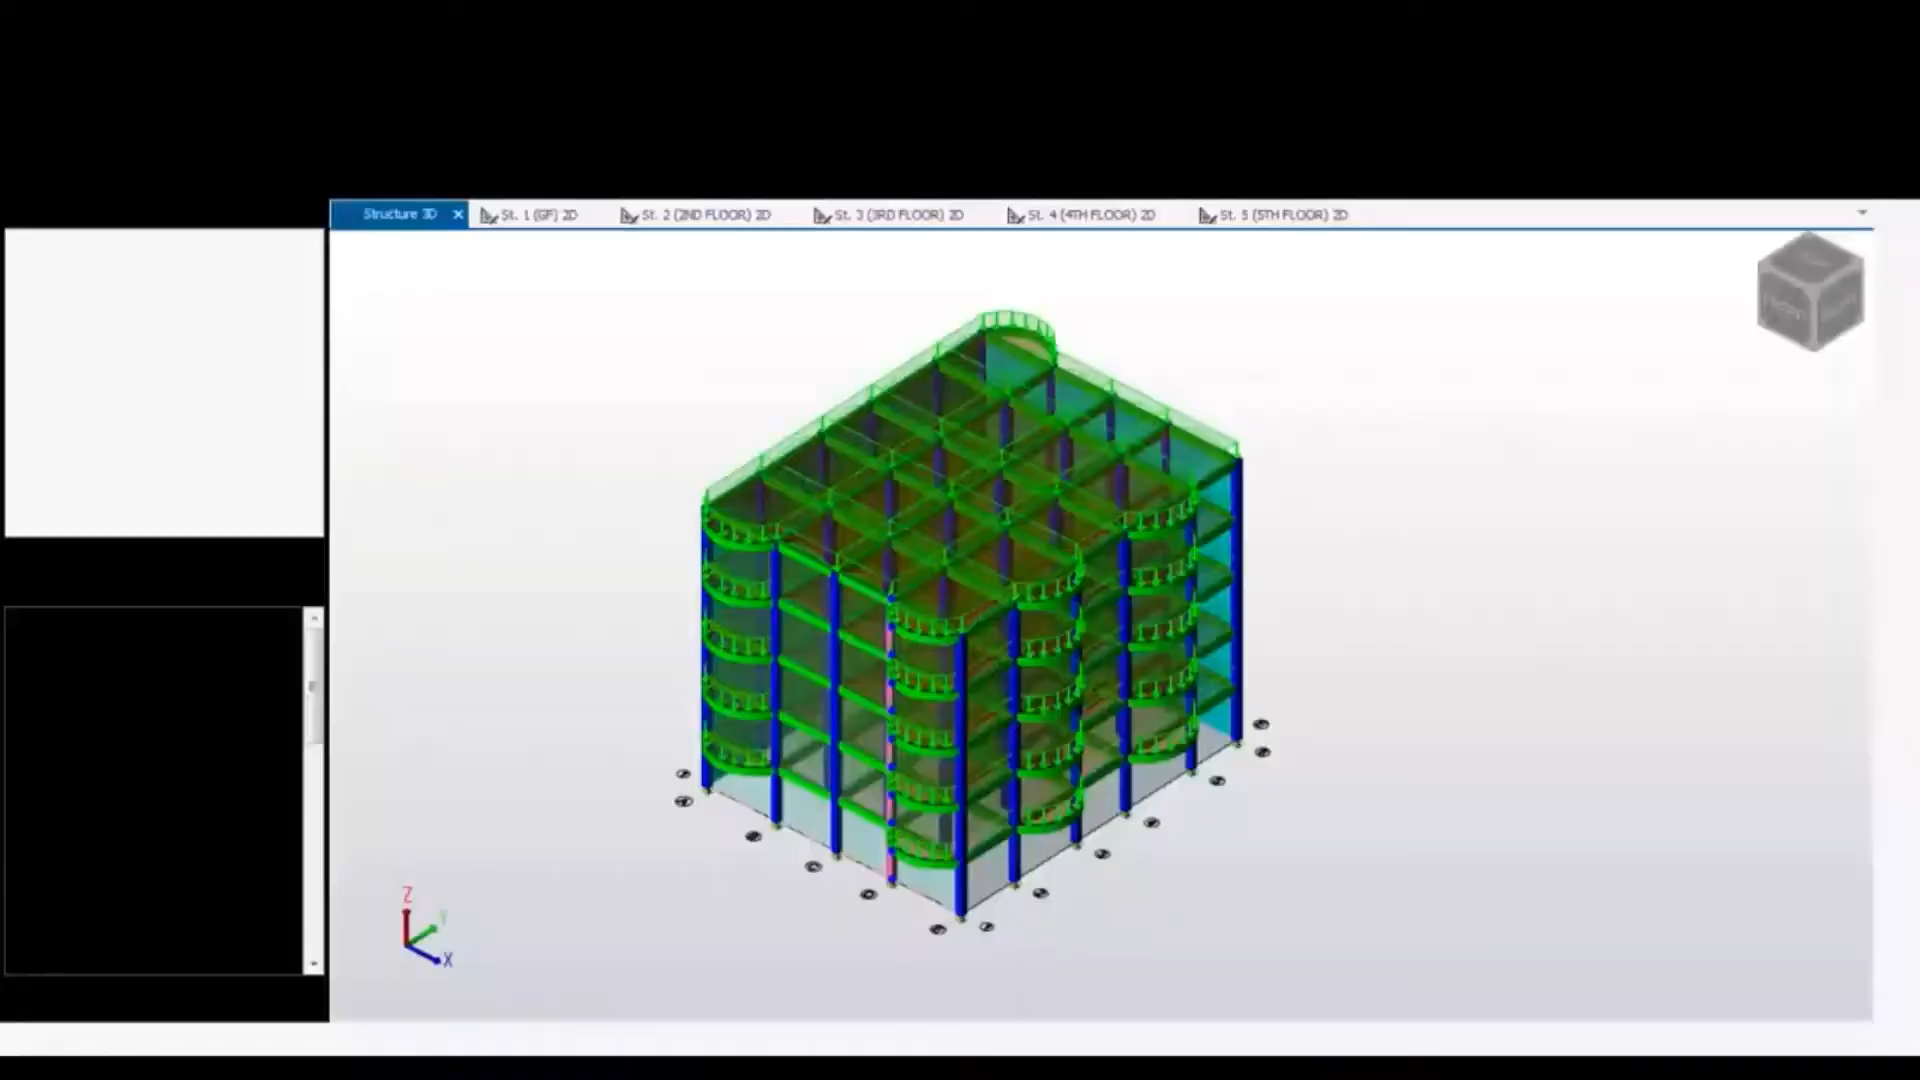 Structure 3D
St. 1 (GF) 2D
St. 2 (2ND FLOOR) 2D
St. 3 (3RD FLOOR) 2D
St. 4 (4TH FLOOR) 2D
St. 5 (5TH FLOOR) 2D
FRONT
Z
Y
X